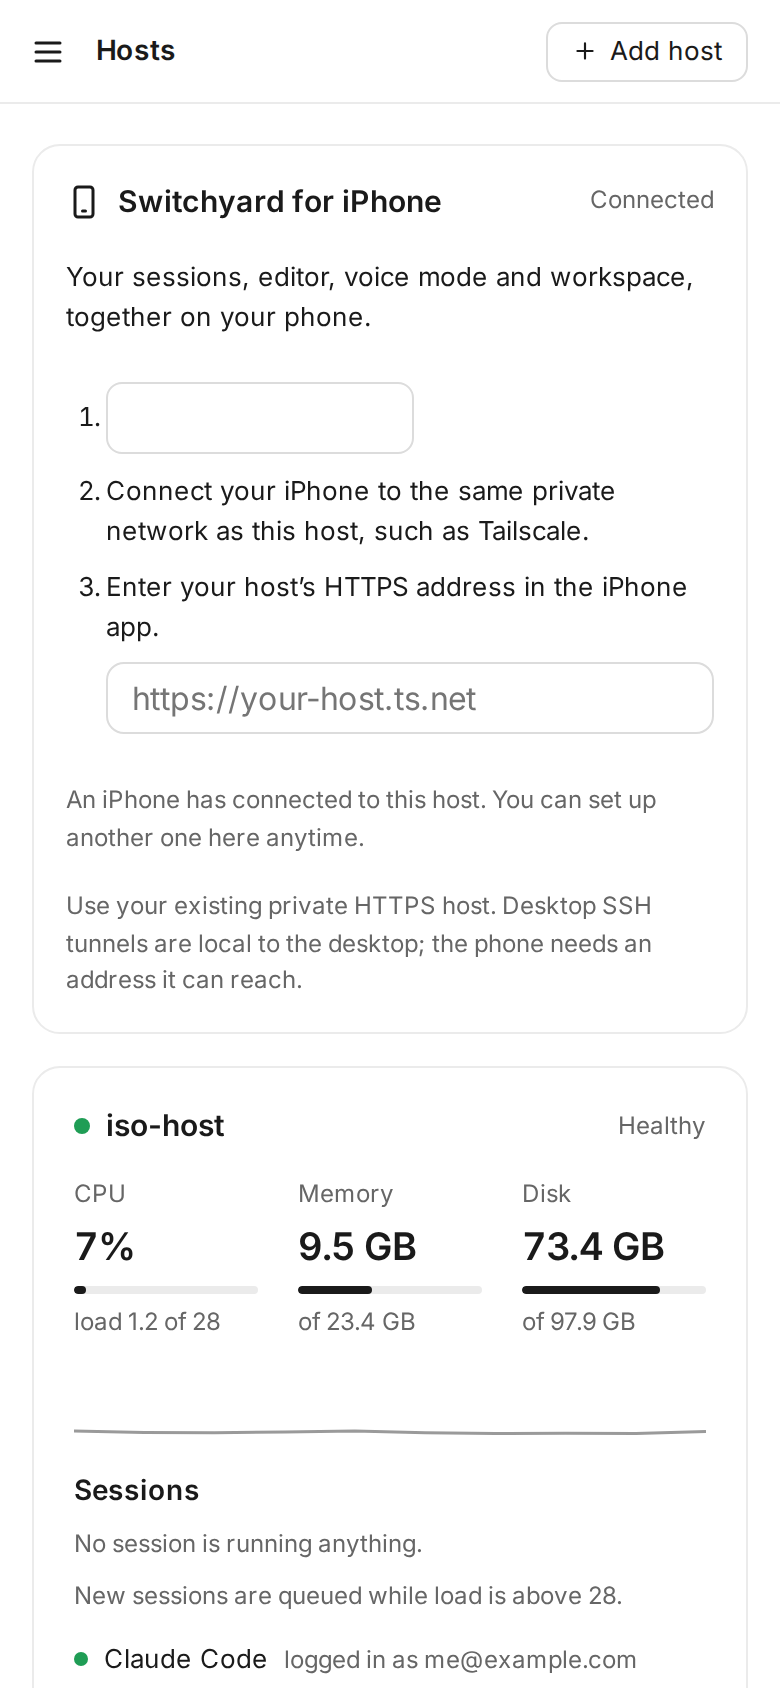 Hosts
+ Add host
Switchyard for iPhone
Connected
Your sessions, editor, voice mode and workspace,
together on your phone.
1.
2. Connect your iPhone to the same private
network as this host, such as Tailscale.
3. Enter your host’s HTTPS address in the iPhone
app.
https://your-host.ts.net
An iPhone has connected to this host. You can set up
another one here anytime.
Use your existing private HTTPS host. Desktop SSH
tunnels are local to the desktop; the phone needs an
address it can reach.
iso-host
Healthy
CPU
Memory
Disk
7%
9.5 GB
73.4 GB
load 1.2 of 28
of 23.4 GB
of 97.9 GB
Sessions
No session is running anything.
New sessions are queued while load is above 28.
Claude Code logged in as me@example.com